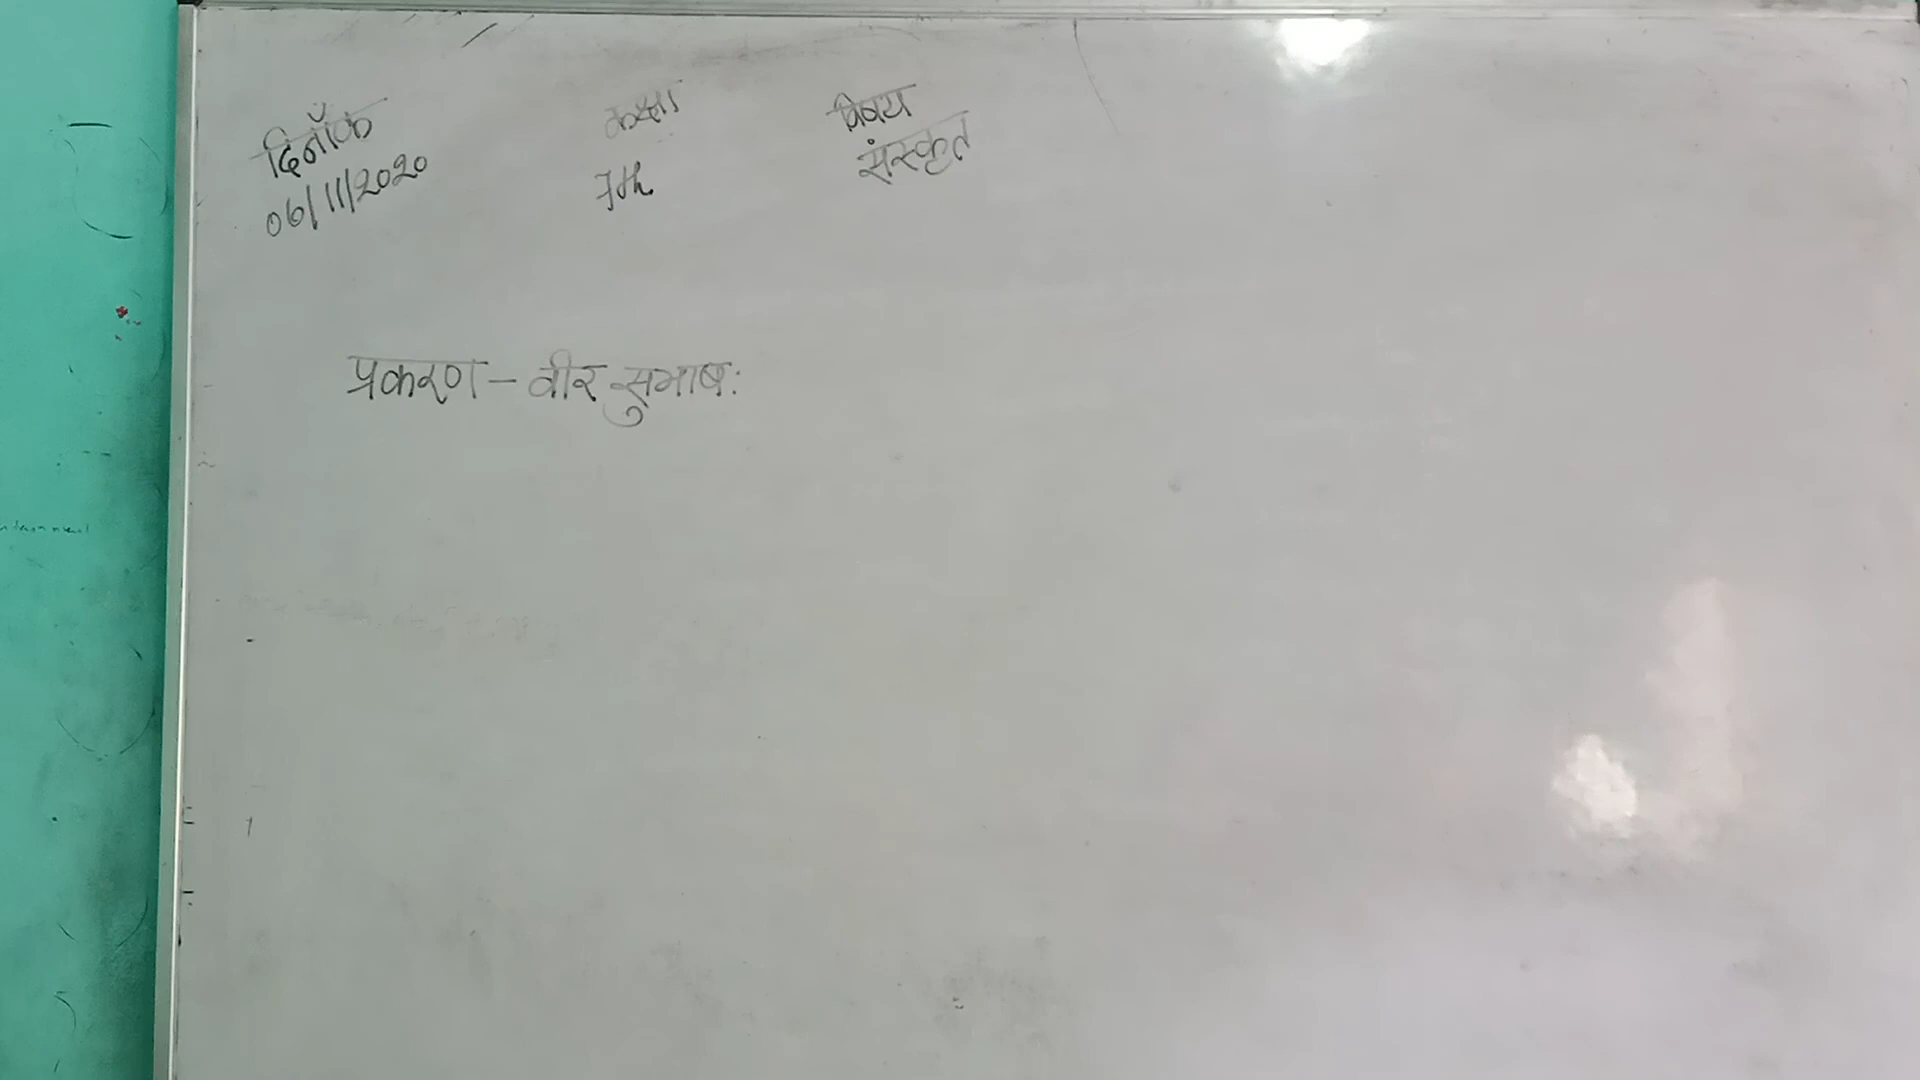 दिनाँक कक्षा विषय
06/11/2020 7th संस्कृत
प्रकरण - वीर सुभाष: